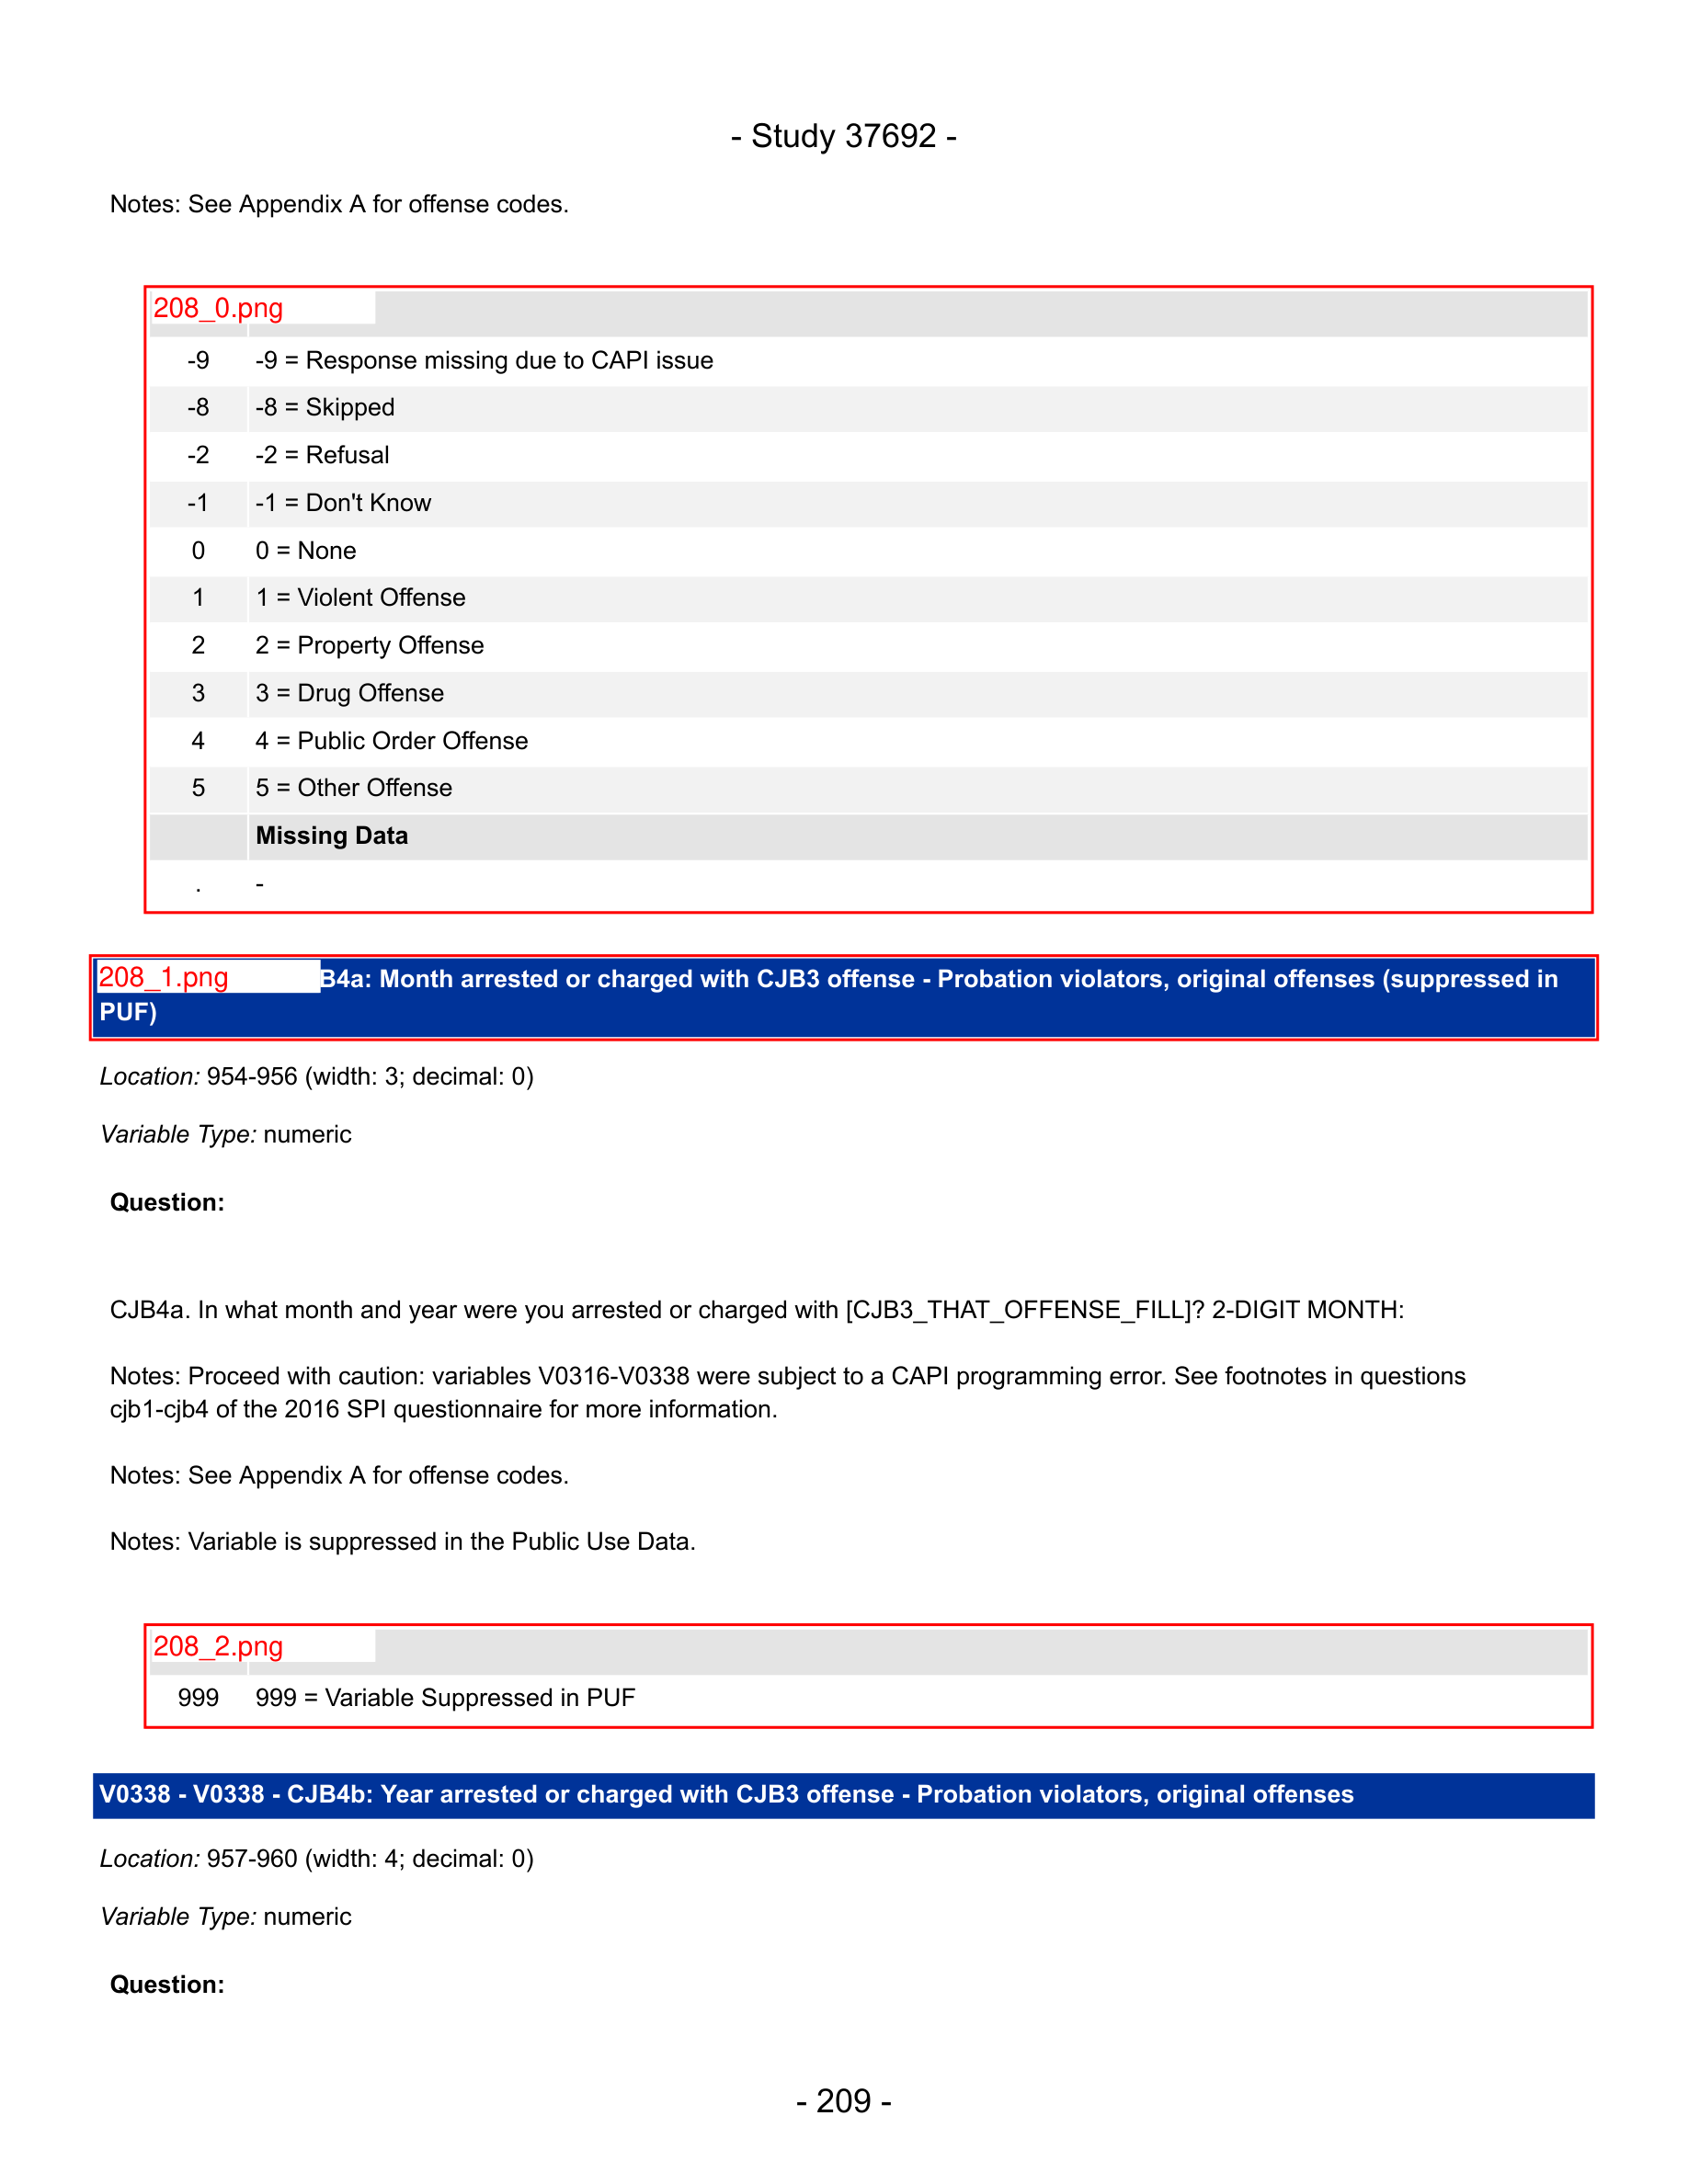 - Study 37692 -
Notes: See Appendix A for offense codes.
208_0.png
-9 -9 = Response missing due to CAPI issue
-8 -8 = Skipped
-2 -2 = Refusal
-1 -1 = Don't Know
0 0 = None
1 1 = Violent Offense
2 2 = Property Offense
3 3 = Drug Offense
4 4 = Public Order Offense
5 5 = Other Offense
Missing Data
. -
208_1.png B4a: Month arrested or charged with CJB3 offense - Probation violators, original offenses (suppressed in
PUF)
Location: 954-956 (width: 3; decimal: 0)
Variable Type: numeric
Question:
CJB4a. In what month and year were you arrested or charged with [CJB3_THAT_OFFENSE_FILL]? 2-DIGIT MONTH:
Notes: Proceed with caution: variables V0316-V0338 were subject to a CAPI programming error. See footnotes in questions
cjb1-cjb4 of the 2016 SPI questionnaire for more information.
Notes: See Appendix A for offense codes.
Notes: Variable is suppressed in the Public Use Data.
208_2.png
999 999 = Variable Suppressed in PUF
V0338 - V0338 - CJB4b: Year arrested or charged with CJB3 offense - Probation violators, original offenses
Location: 957-960 (width: 4; decimal: 0)
Variable Type: numeric
Question:
- 209 -